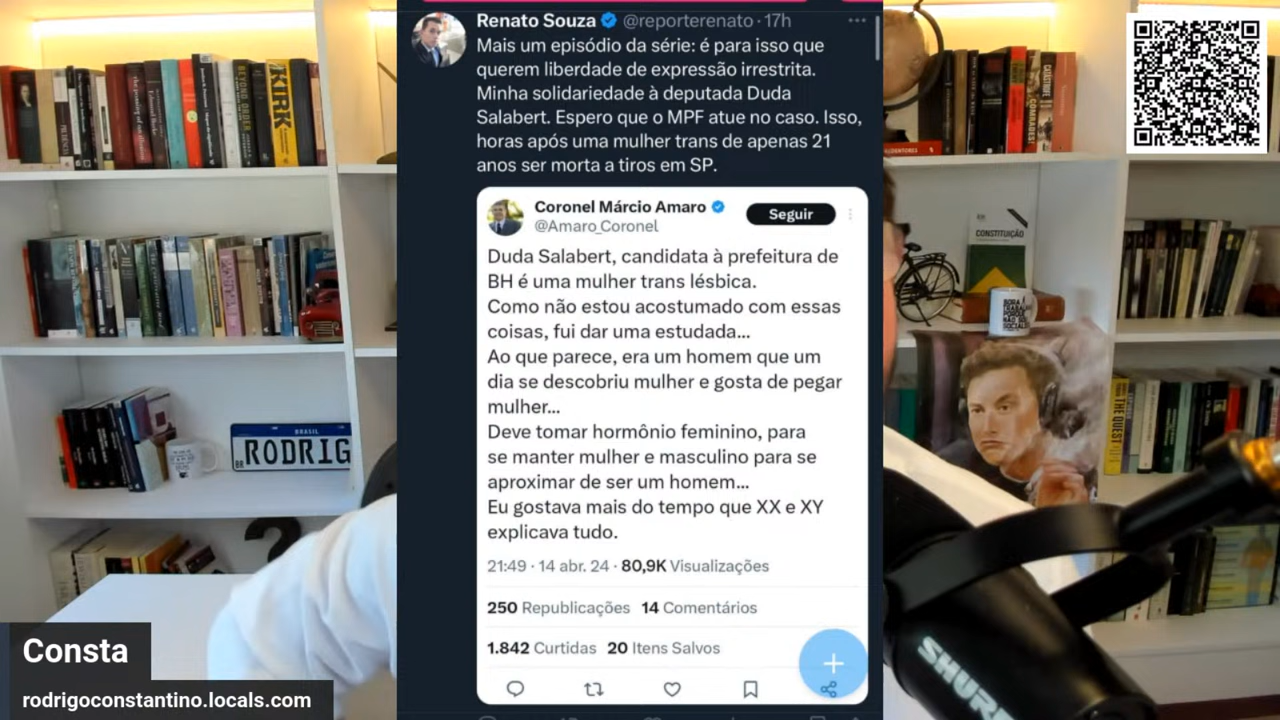 Renato Souza @reporterenato · 17h
Mais um episódio da série: é para isso que
querem liberdade de expressão irrestrita.
Minha solidariedade à deputada Duda
Salabert. Espero que o MPF atue no caso. Isso,
horas após uma mulher trans de apenas 21
anos ser morta a tiros em SP.
Coronel Márcio Amaro
Seguir
@Amaro_Coronel
Duda Salabert, candidata à prefeitura de
BH é uma mulher trans lésbica.
Como não estou acostumado com essas
coisas, fui dar uma estudada...
Ao que parece, era um homem que um
dia se descobriu mulher e gosta de pegar
mulher...
Deve tomar hormônio feminino, para
se manter mulher e masculino para se
aproximar de ser um homem...
Eu gostava mais do tempo que XX e XY
explicava tudo.
21:49 · 14 abr. 24 · 80,9K Visualizações
250 Republicações 14 Comentários
1.842 Curtidas 20 Itens Salvos
BEYOND ORDER
KIRK
BRASIL
.RODRIG
CONSTITUIÇÃO
THE QUEST
SHURE
Consta
rodrigoconstantino.locals.com